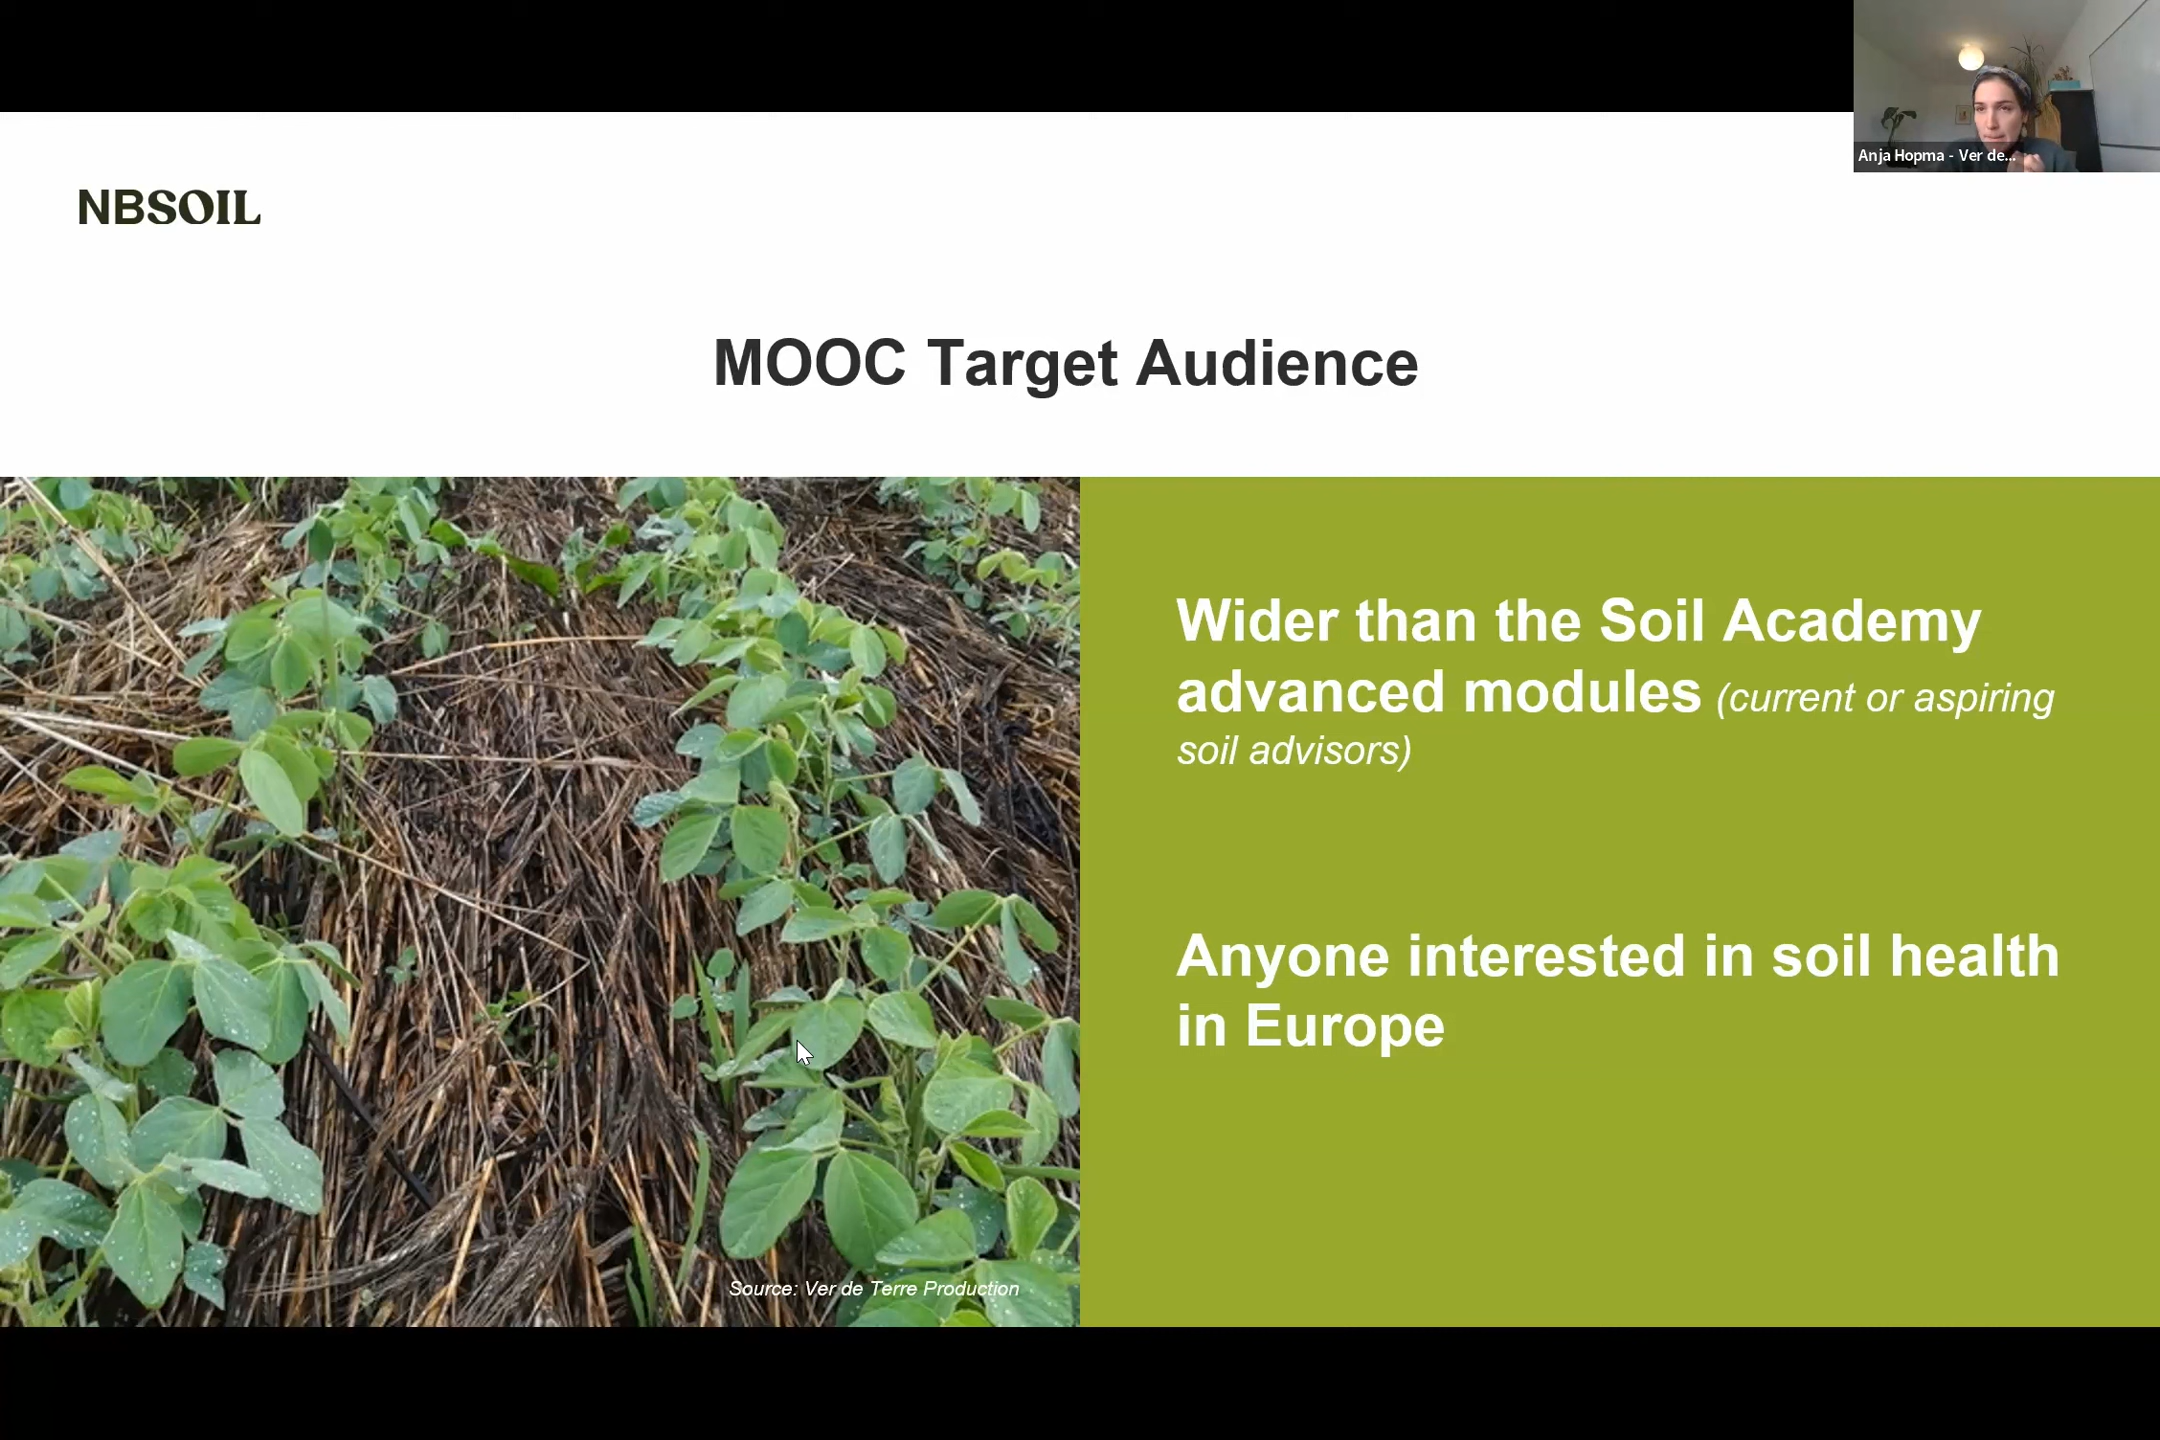 Anja Hopma - Ver de...
NBSOIL
MOOC Target Audience
Wider than the Soil Academy
advanced modules (current or aspiring
soil advisors)
Anyone interested in soil health
in Europe
Source: Ver de Terre Production